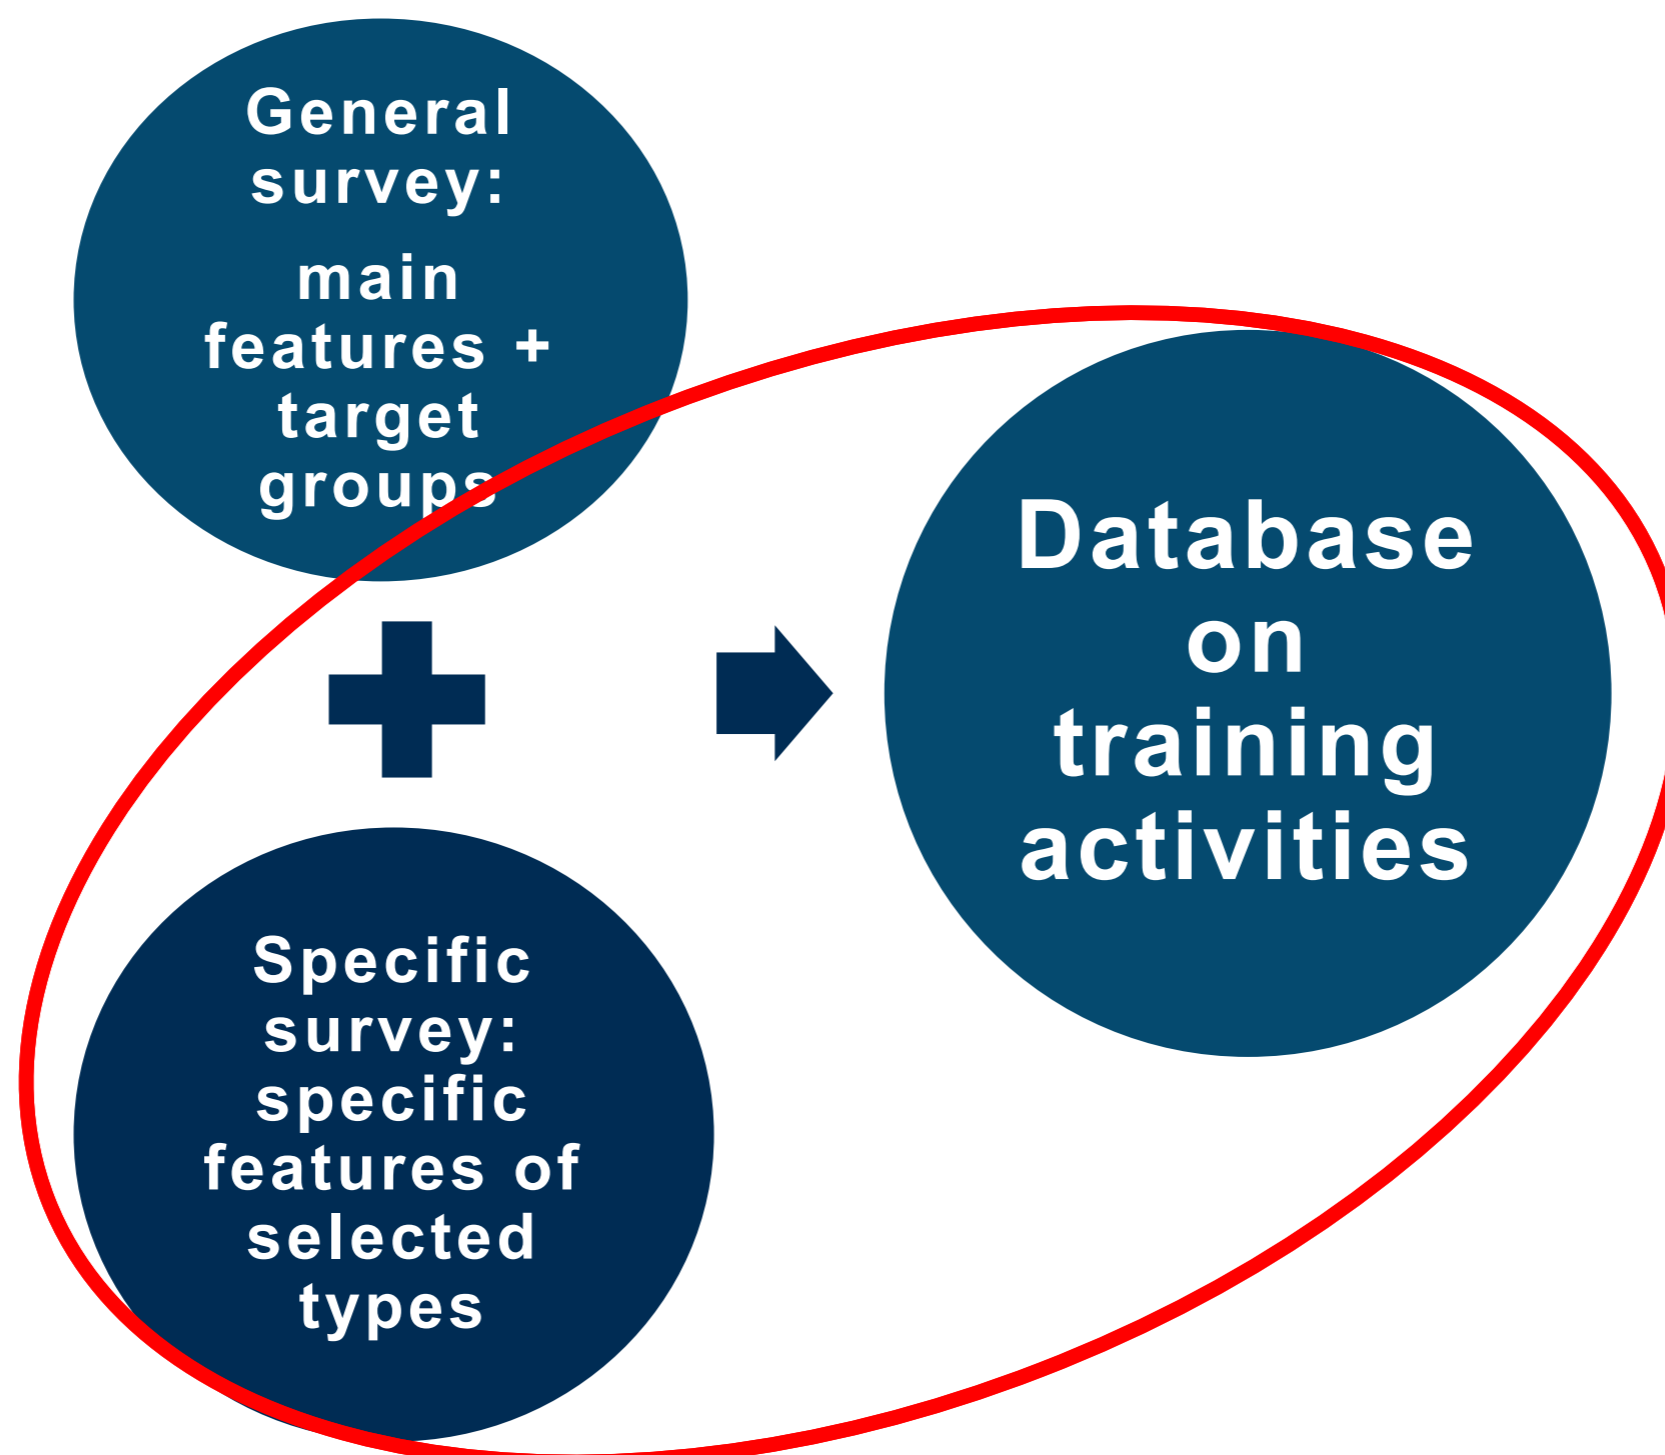 General
survey:
main
features +
target
groups
Database
on
training
activities
Specific
survey:
specific
features of
selected
types